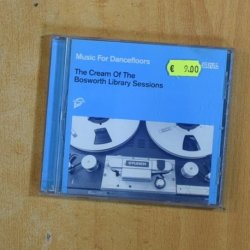 Music For Dancefloors
€ 9.00
The Cream Of The
Bosworth Library Sessions
STUDER